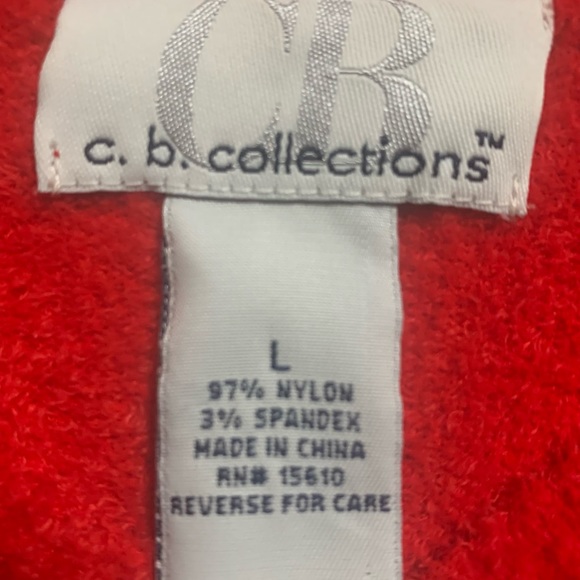 CB
c. b. collections™
L
97% NYLON
3% SPANDEX
MADE IN CHINA
RN# 15610
REVERSE FOR CARE